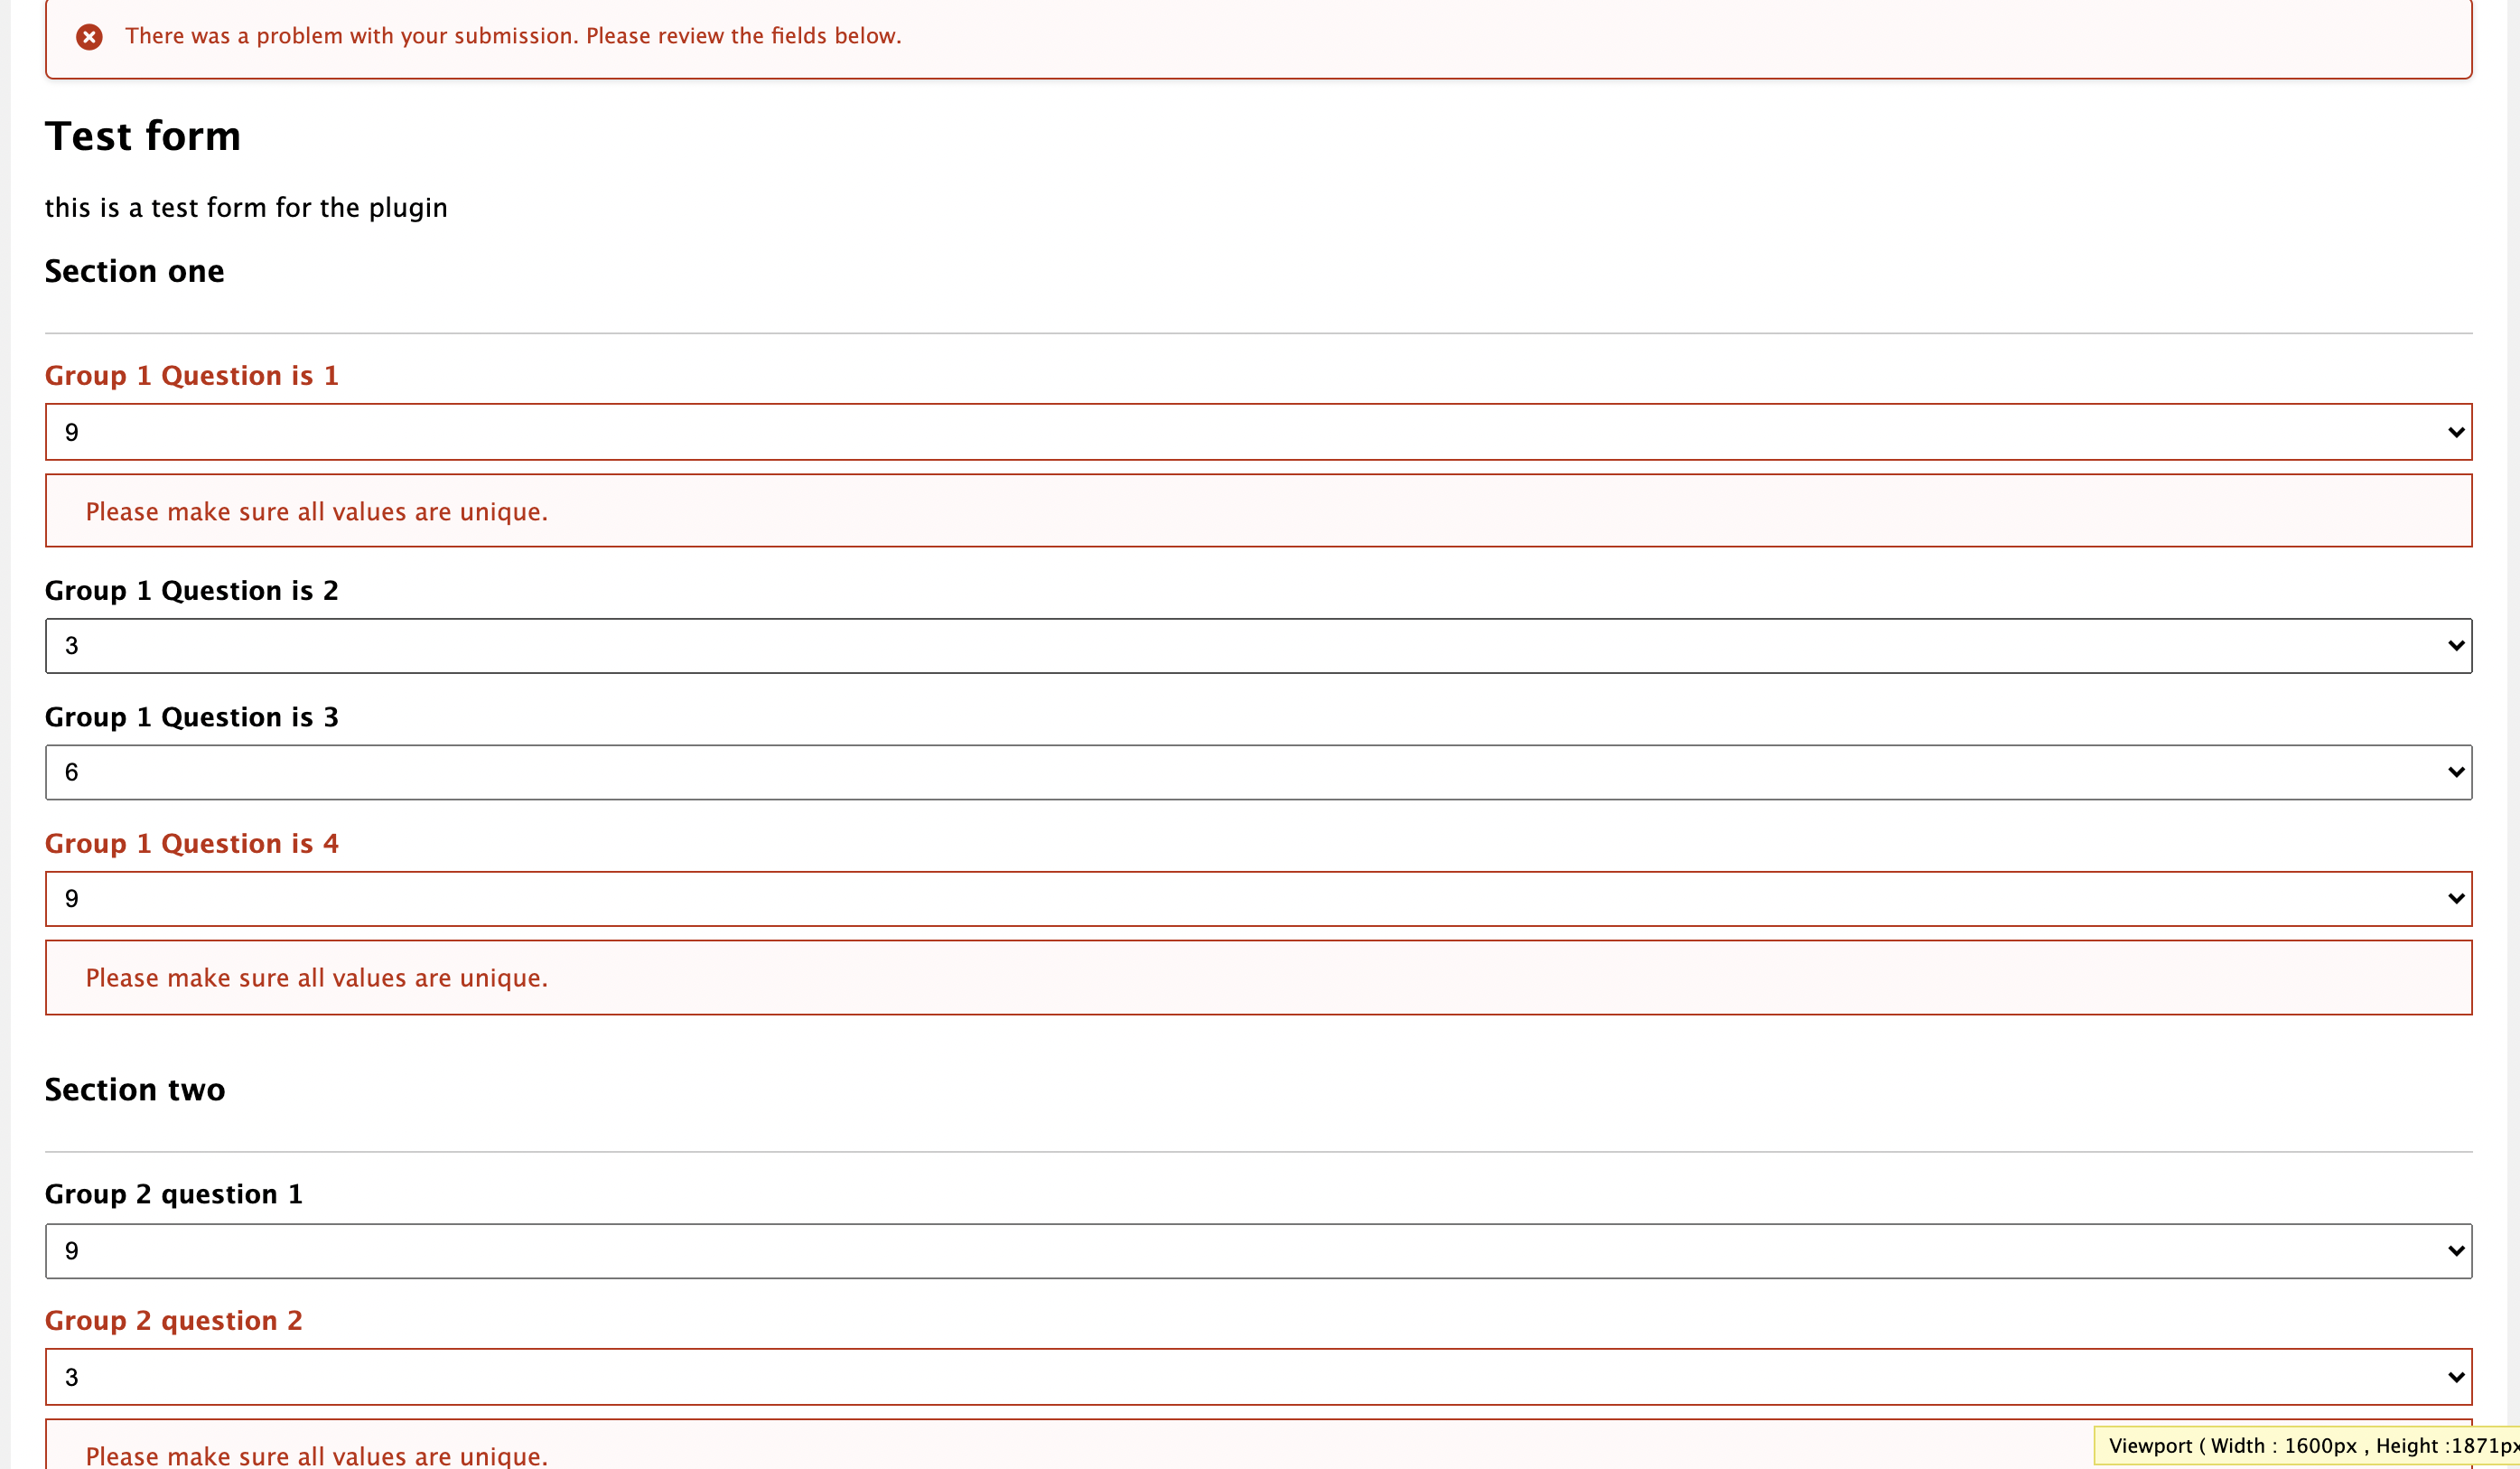 There was a problem with your submission. Please review the fields below.
Test form
this is a test form for the plugin
Section one
Group 1 Question is 1
9
Please make sure all values are unique.
Group 1 Question is 2
3
Group 1 Question is 3
6
Group 1 Question is 4
9
Please make sure all values are unique.
Section two
Group 2 question 1
9
Group 2 question 2
3
Please make sure all values are unique.
Viewport ( Width : 1600px , Height :1871px